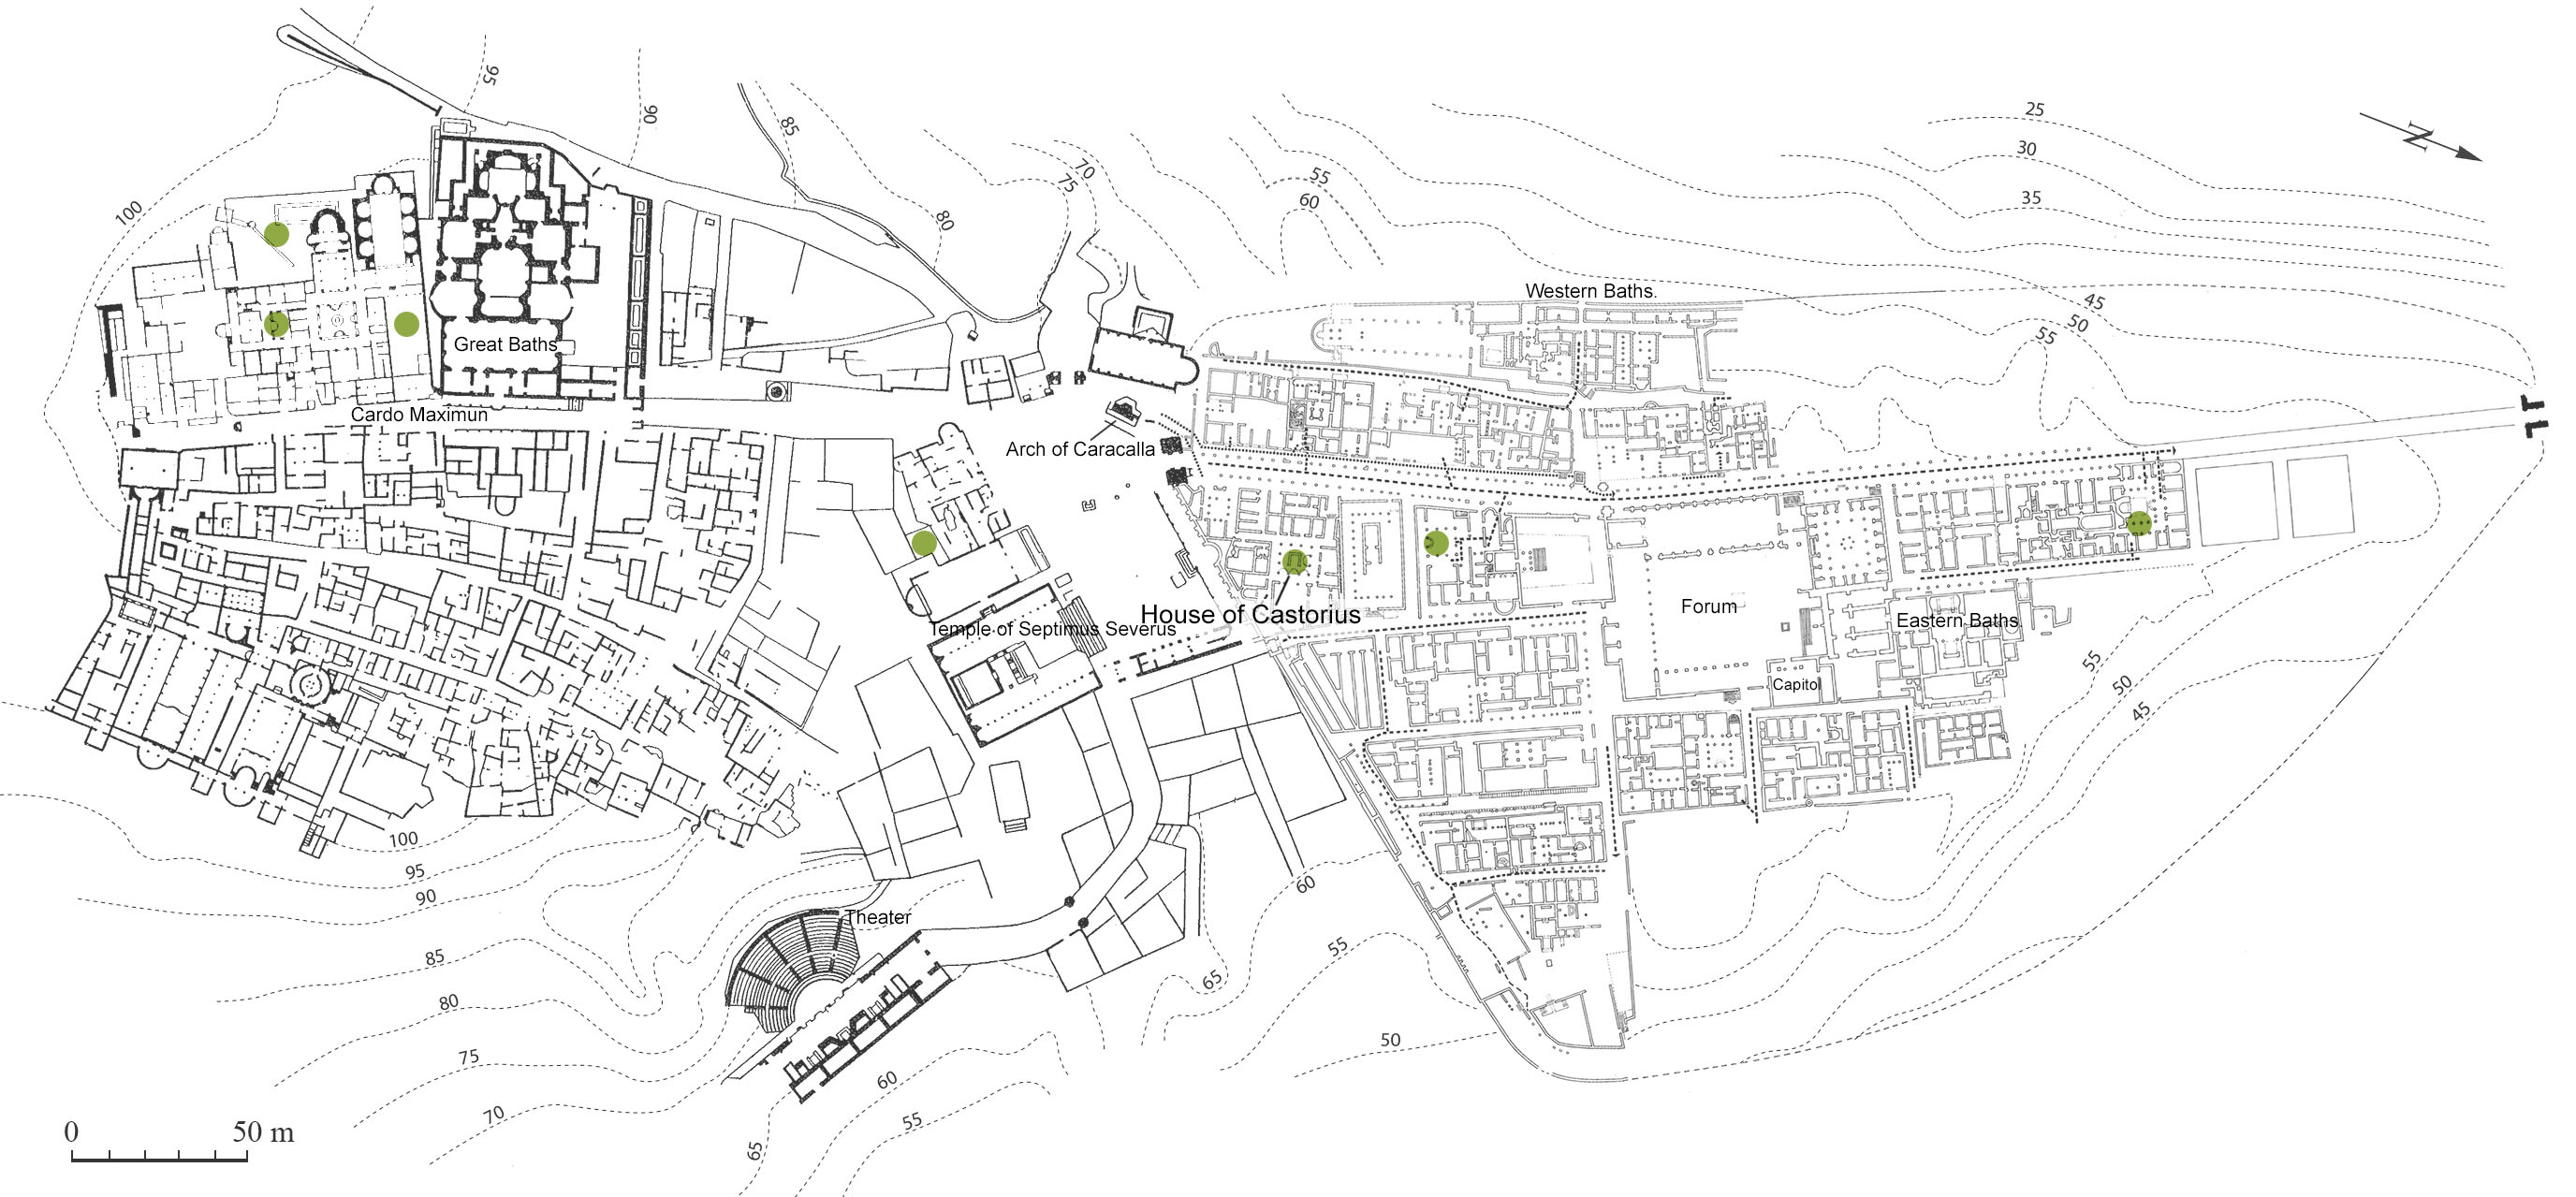 25
95
90
85
30
N
70
75
55
60
35
100
80
Western Baths.
45
50
55
Great Baths
Cardo Maximun
Arch of Caracalla
House of Castorius
Forum
Temple of Septimus Severus
Eastern Baths.
55
Capitol
50
45
100
95
60
90
Theater
85
55
65
80
50
75
60
70
55
65
0 50 m